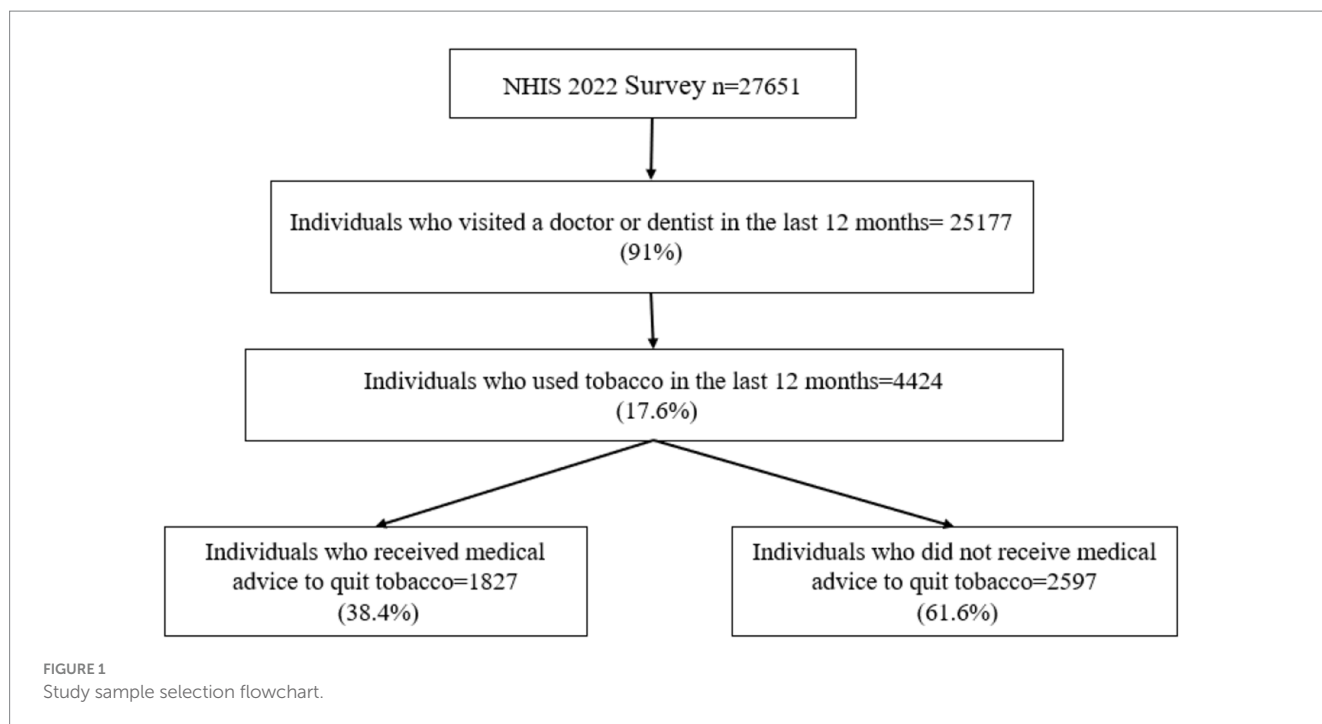 NHIS 2022 Survey n=27651
Individuals who visited a doctor or dentist in the last 12 months= 25177
(91%)
Individuals who used tobacco in the last 12 months=4424
(17.6%)
Individuals who received medical
advice to quit tobacco=1827
(38.4%)
Individuals who did not receive medical
advice to quit tobacco=2597
(61.6%)
FIGURE 1
Study sample selection flowchart.